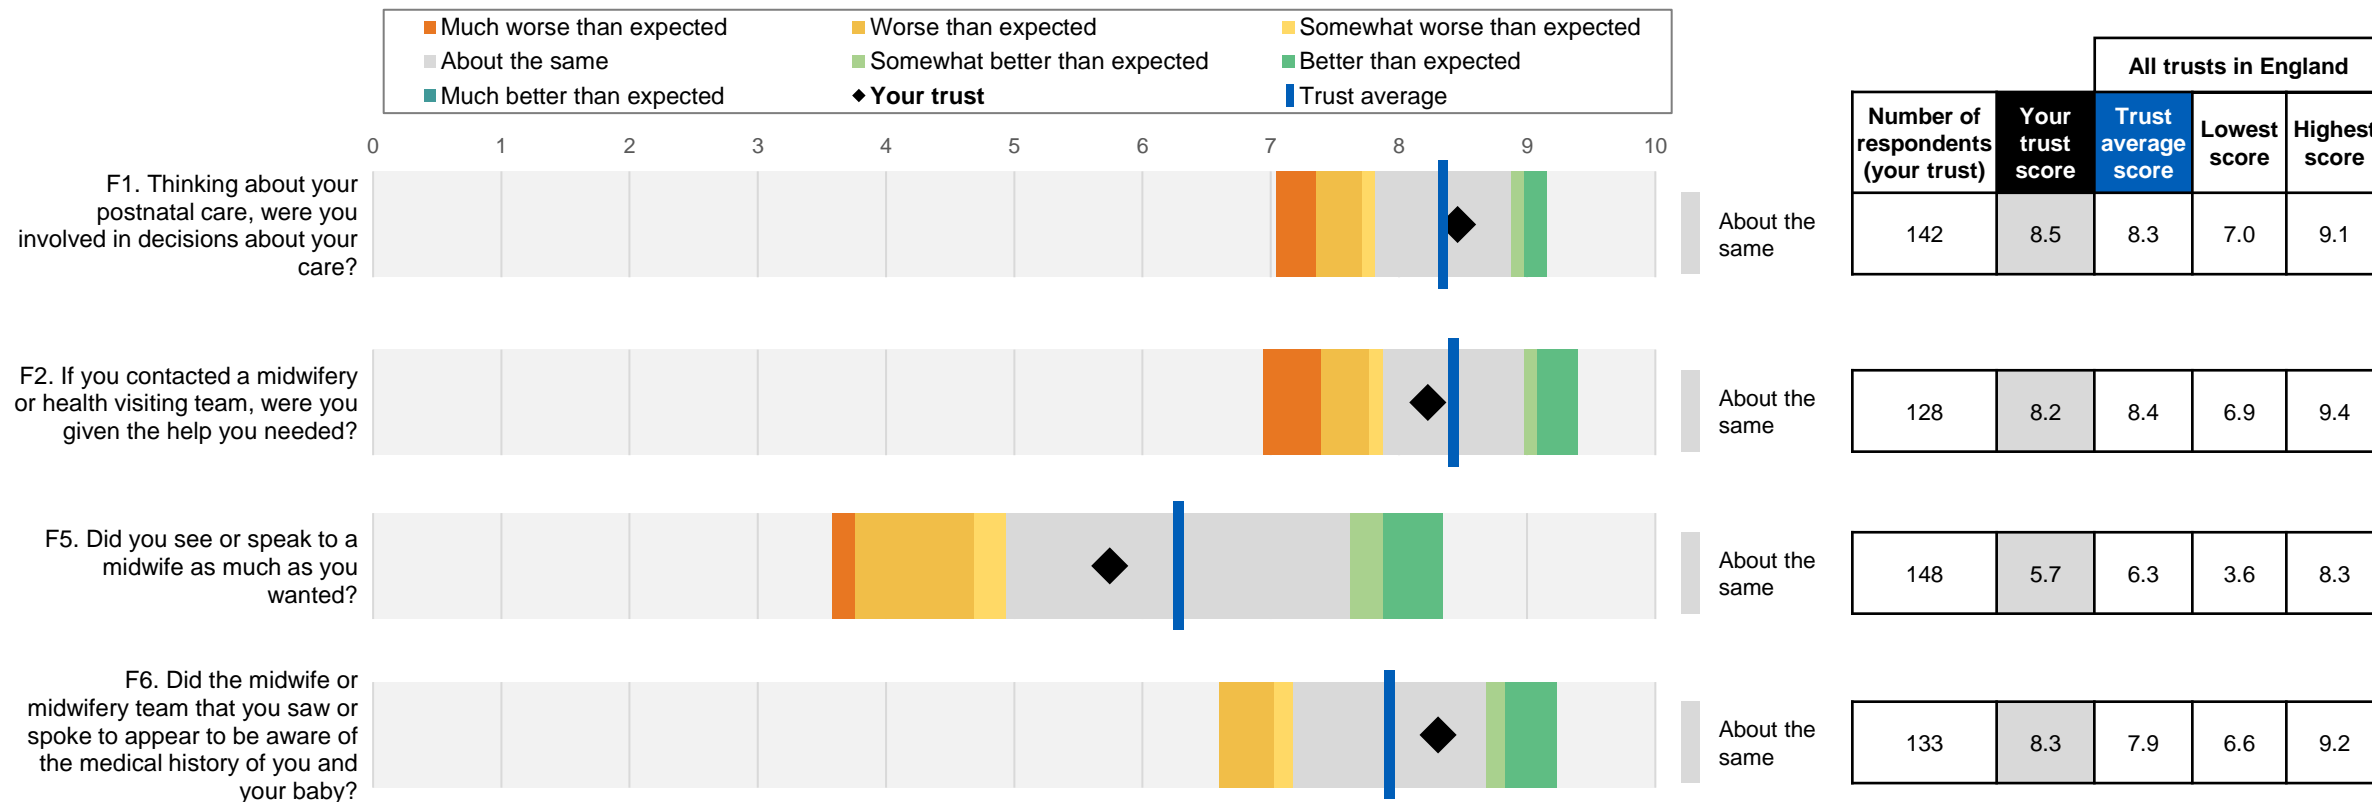 Much worse than expected
Worse than expected
Somewhat worse than expected
About the same
Somewhat better than expected
Better than expected
Much better than expected
Your trust
Trust average
All trusts in England
Number of
respondents
(your trust)
Your
trust
score
Trust
average
score
Lowest
score
Highest
score
0 1 2 3 4 5 6 7 8 9 10
F1. Thinking about your
postnatal care, were you
involved in decisions about your
care?
About the
same
142 8.5 8.3 7.0 9.1
F2. If you contacted a midwifery
or health visiting team, were you
given the help you needed?
About the
same
128 8.2 8.4 6.9 9.4
F5. Did you see or speak to a
midwife as much as you
wanted?
About the
same
148 5.7 6.3 3.6 8.3
F6. Did the midwife or
midwifery team that you saw or
spoke to appear to be aware of
the medical history of you and
your baby?
About the
same
133 8.3 7.9 6.6 9.2